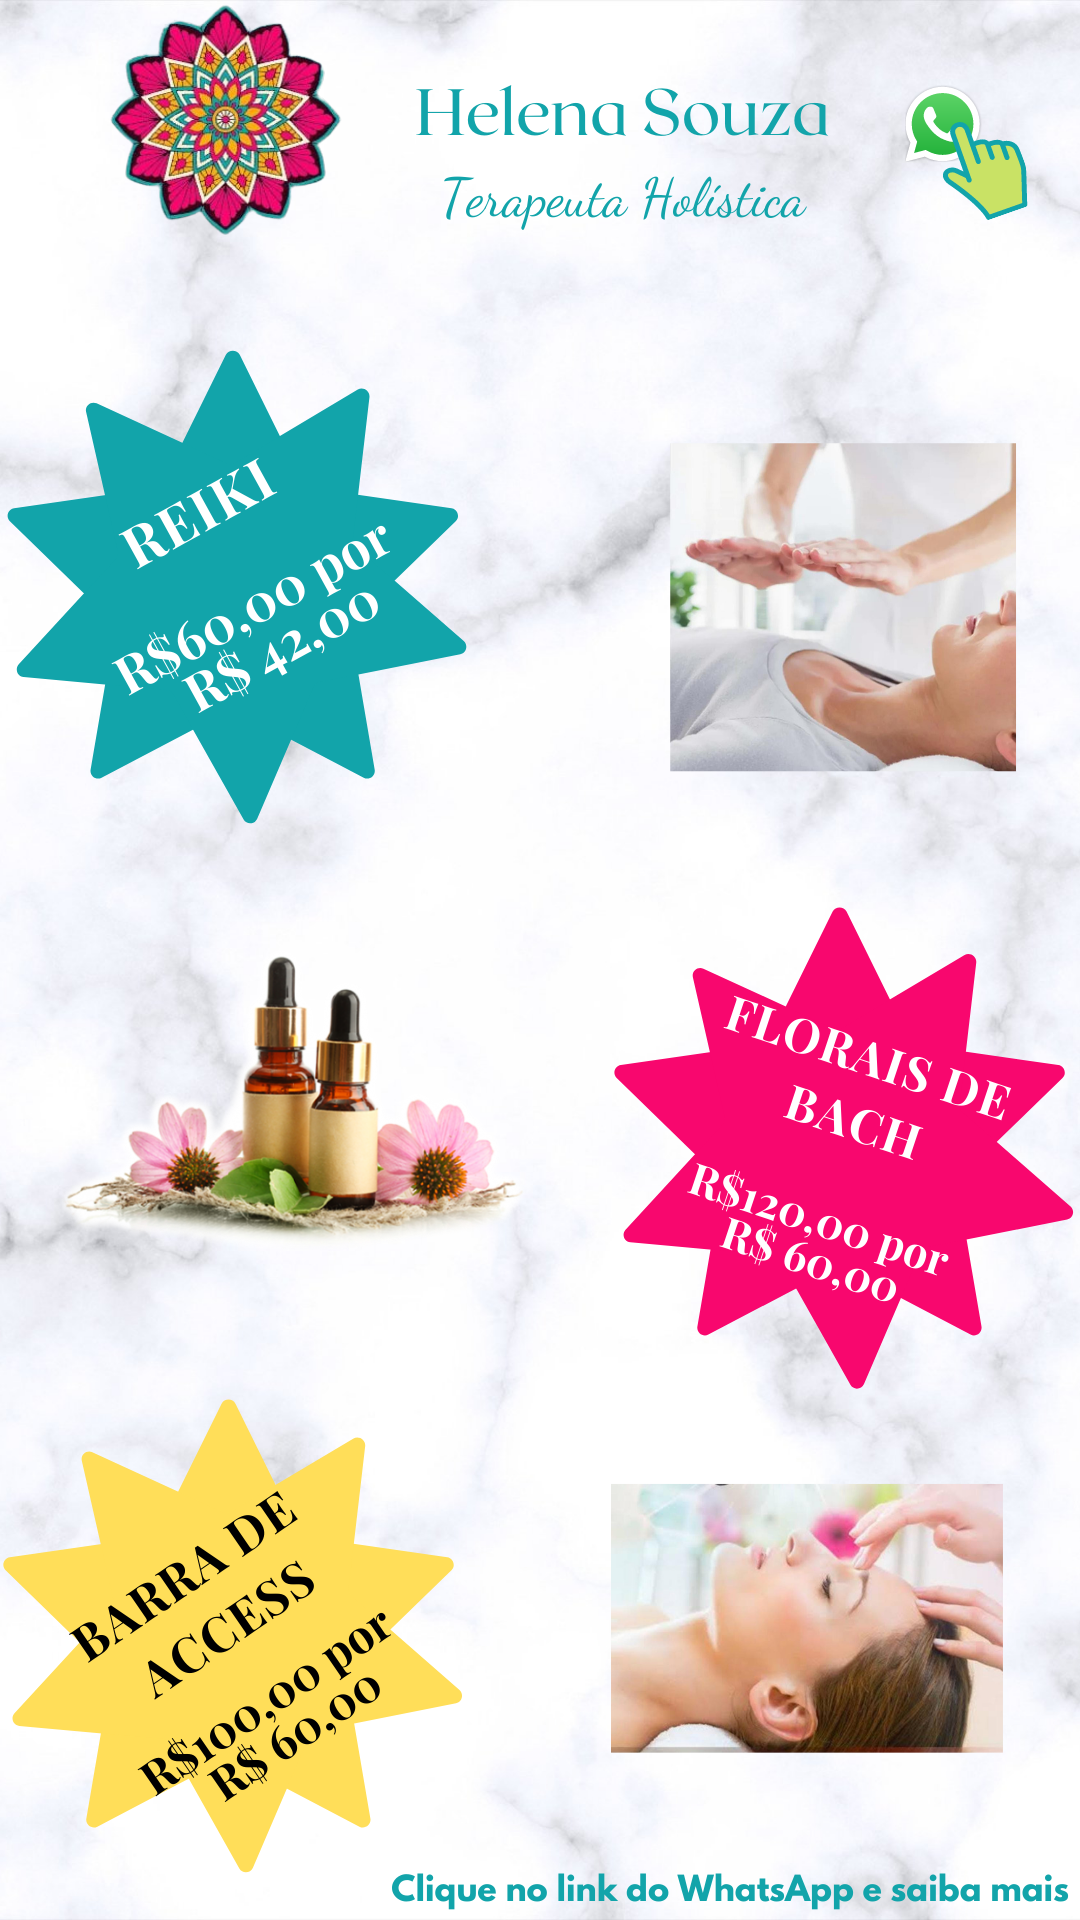 Helena Souza
Terapeuta Holística
REIKI
R$60,00 por
R$ 42,00
FLORAIS DE
BACH
R$120,00 por
R$ 60,00
BARRA DE
ACCESS
R$100,00 por
R$ 60,00
Clique no link do WhatsApp e saiba mais